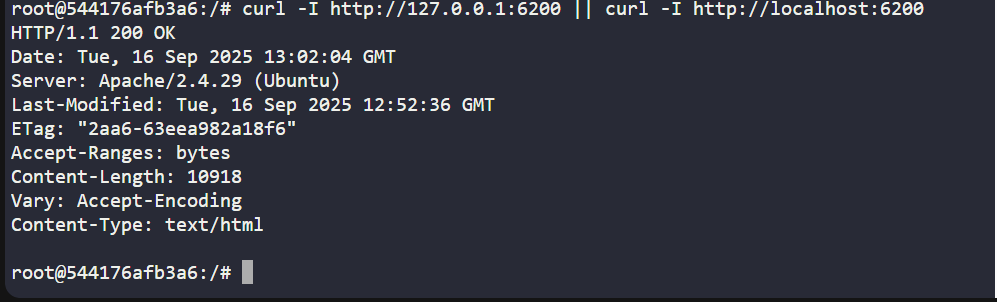 root@544176afb3a6:/# curl -I http://127.0.0.1:6200 || curl -I http://localhost:6200
HTTP/1.1 200 OK
Date: Tue, 16 Sep 2025 13:02:04 GMT
Server: Apache/2.4.29 (Ubuntu)
Last-Modified: Tue, 16 Sep 2025 12:52:36 GMT
ETag: "2aa6-63eea982a18f6"
Accept-Ranges: bytes
Content-Length: 10918
Vary: Accept-Encoding
Content-Type: text/html
root@544176afb3a6:/#